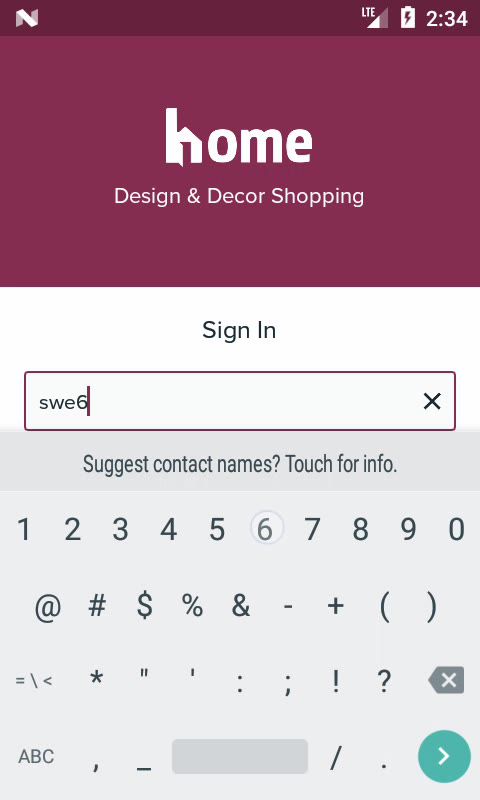 LTE 2:34
home
Design & Decor Shopping
Sign In
swe6
Suggest contact names? Touch for info.
1 2 3 4 5 6 7 8 9 0
@ # $ % & - + ( )
= \ < * " ' : ; ! ?
ABC , _ / .